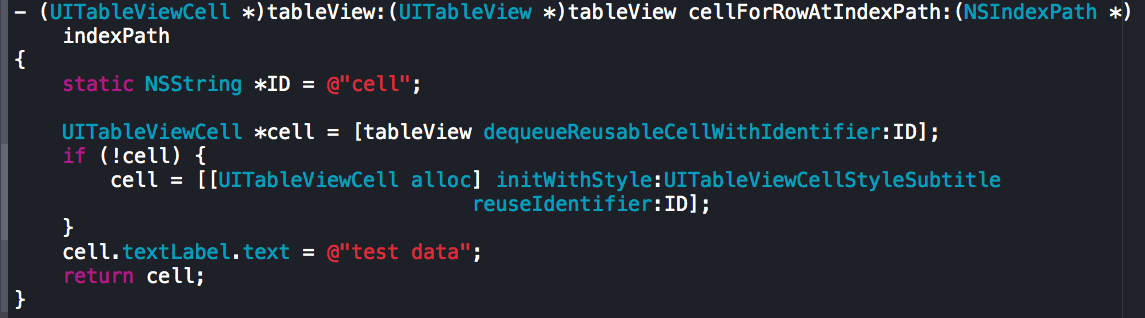 - (UITableViewCell *)tableView:(UITableView *)tableView cellForRowAtIndexPath:(NSIndexPath *)
indexPath
{
static NSString *ID = @"cell";
UITableViewCell *cell = [tableView dequeueReusableCellWithIdentifier:ID];
if (!cell) {
cell = [[UITableViewCell alloc] initWithStyle:UITableViewCellStyleSubtitle
reuseIdentifier:ID];
}
cell.textLabel.text = @"test data";
return cell;
}